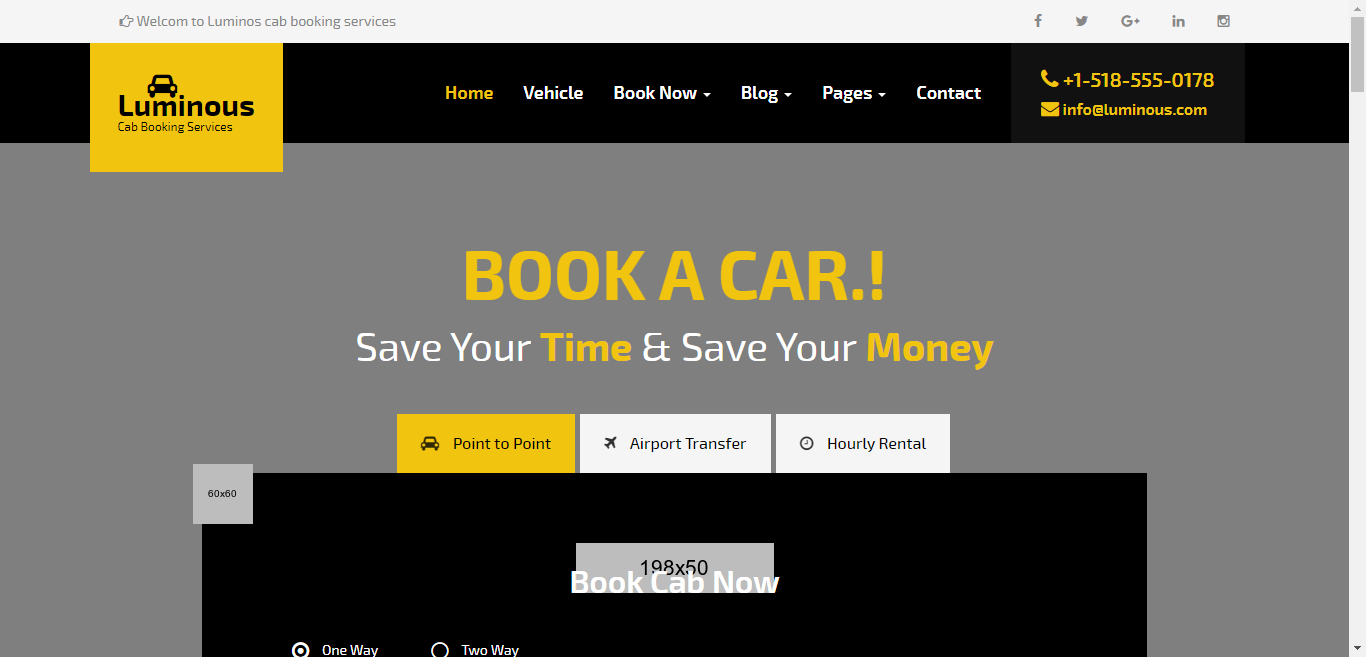 Welcom to Luminos cab booking services
Luminous
Cab Booking Services
Home Vehicle Book Now Blog Pages Contact
+1-518-555-0178
info@luminous.com
BOOK A CAR.!
Save Your Time & Save Your Money
Point to Point Airport Transfer Hourly Rental
60x60
198x50
Book Cab Now
One Way Two Way